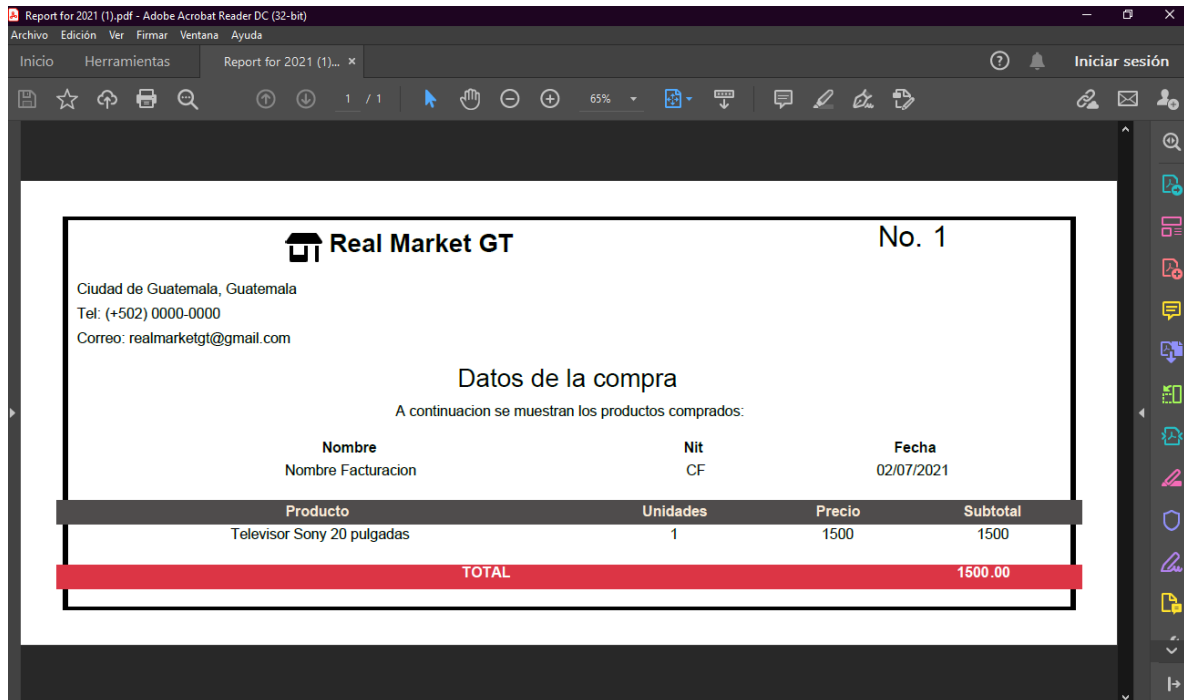 Report for 2021 (1).pdf - Adobe Acrobat Reader DC (32-bit)
Archivo Edición Ver Firmar Ventana Ayuda
Inicio Herramientas Report for 2021 (1)... × Iniciar sesión
1 / 1 65%
Real Market GT No. 1
Ciudad de Guatemala, Guatemala
Tel: (+502) 0000-0000
Correo: realmarketgt@gmail.com
Datos de la compra
A continuacion se muestran los productos comprados:
Nombre Nit Fecha
Nombre Facturacion CF 02/07/2021
Producto Unidades Precio Subtotal
Televisor Sony 20 pulgadas 1 1500 1500
TOTAL 1500.00